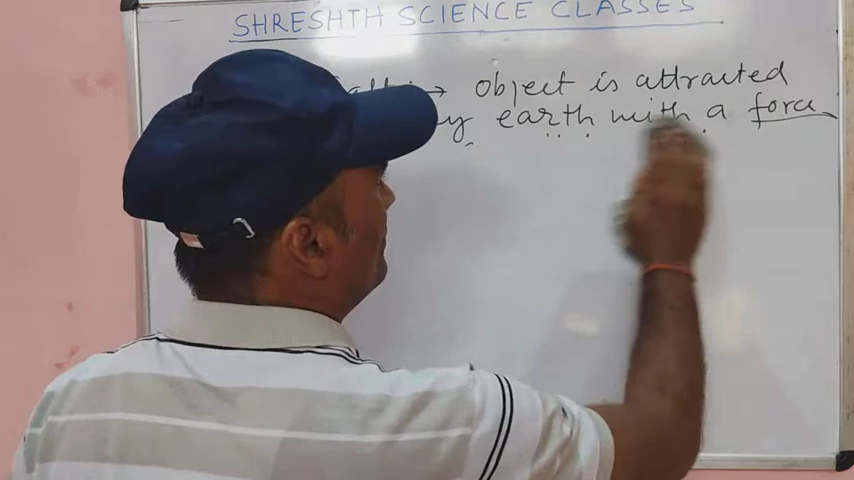 SHRESHTH SCIENCE CLASSES
→ object is attracted
earth with a force